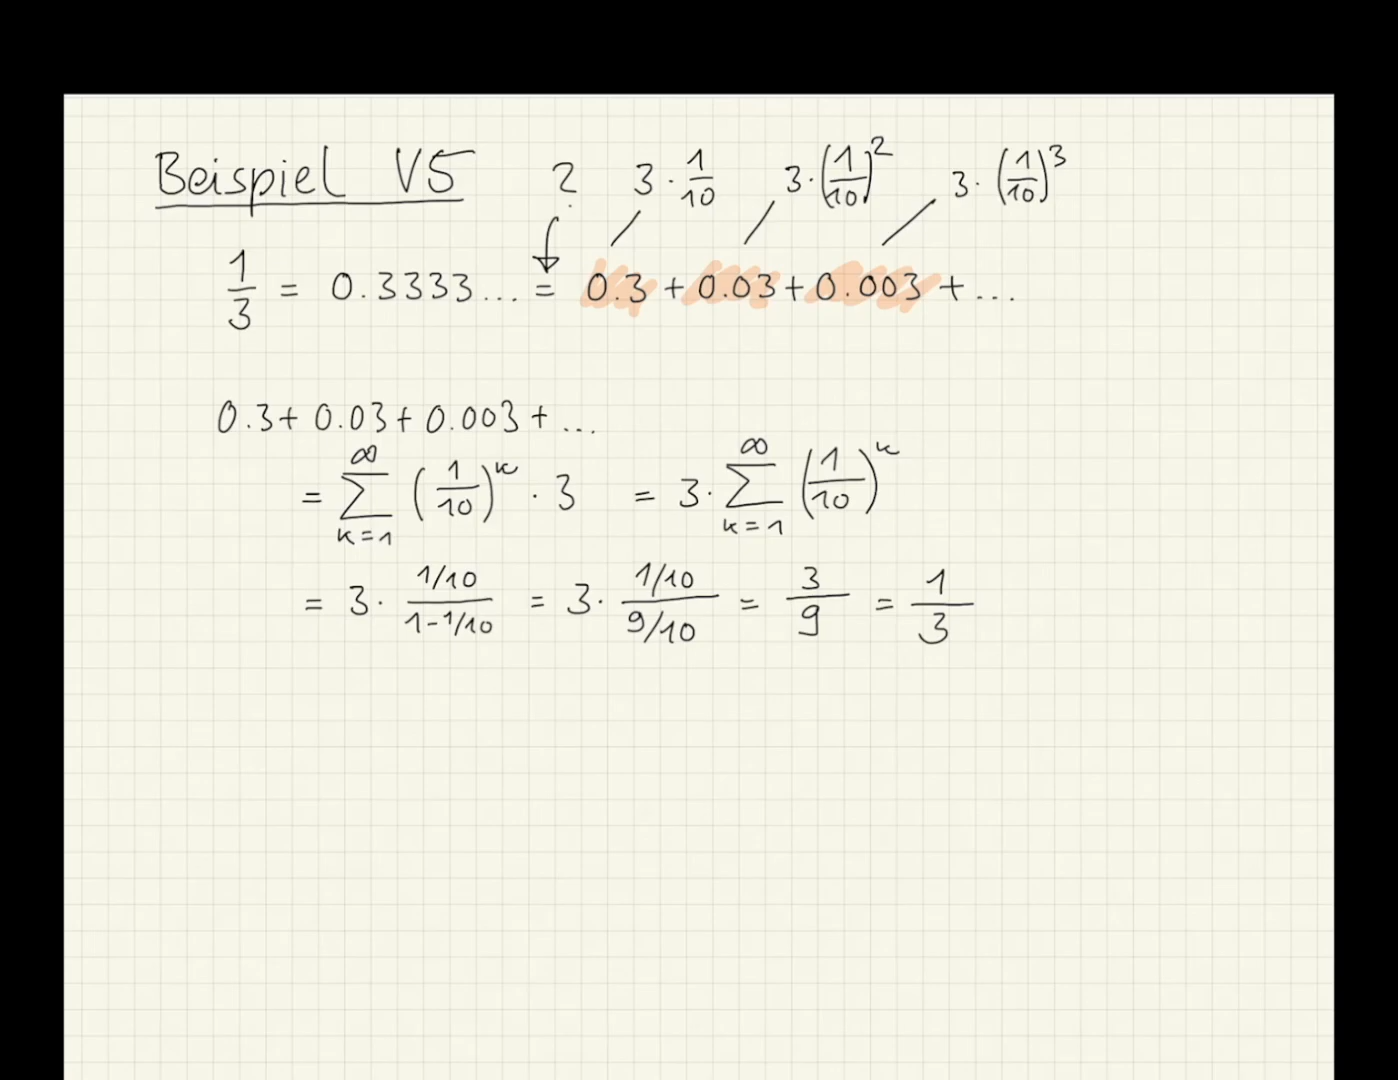 Beispiel V5 ? 3 · 1/10 3 · (1/10)² 3 · (1/10)³
1/3 = 0.3333... = 0.3 + 0.03 + 0.003 + ...
0.3 + 0.03 + 0.003 + ...
= ∑_{k=1}^{∞} (1/10)^k · 3 = 3 · ∑_{k=1}^{∞} (1/10)^k
= 3 · (1/10)/(1-1/10) = 3 · (1/10)/(9/10) = 3/9 = 1/3